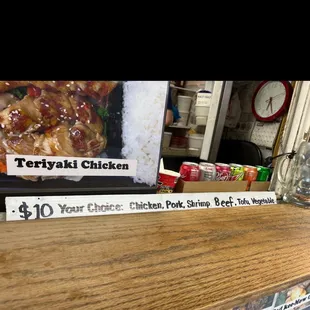 Teriyaki Chicken
$10 Your Choice: Chicken, Pork, Shrimp, Beef, Tofu, Vegetable